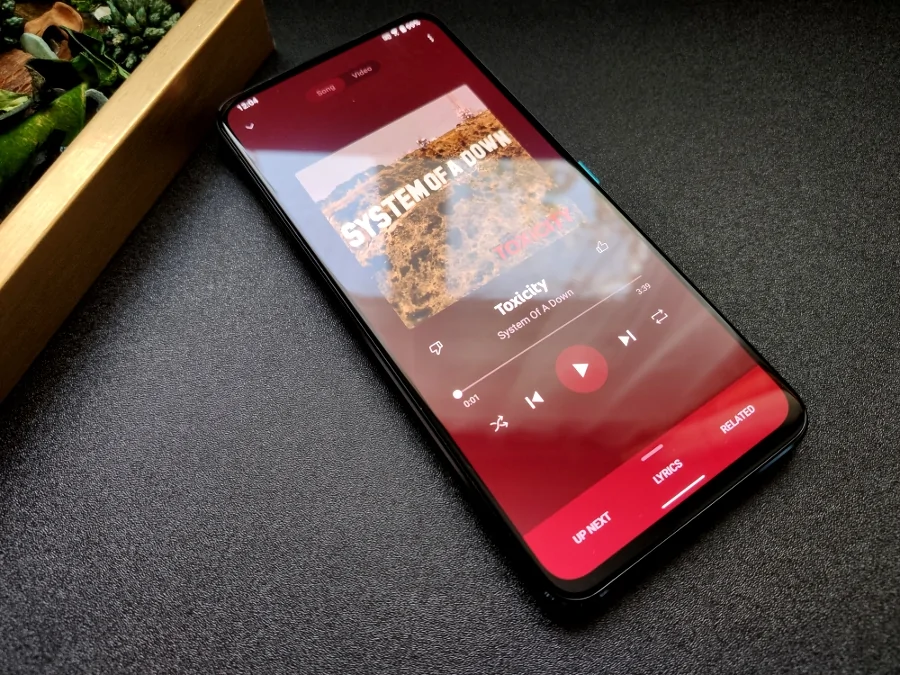 12:04
Song Video
SYSTEM OF A DOWN
TOXICITY
Toxicity
System Of A Down
0:01
3:39
UP NEXT
LYRICS
RELATED